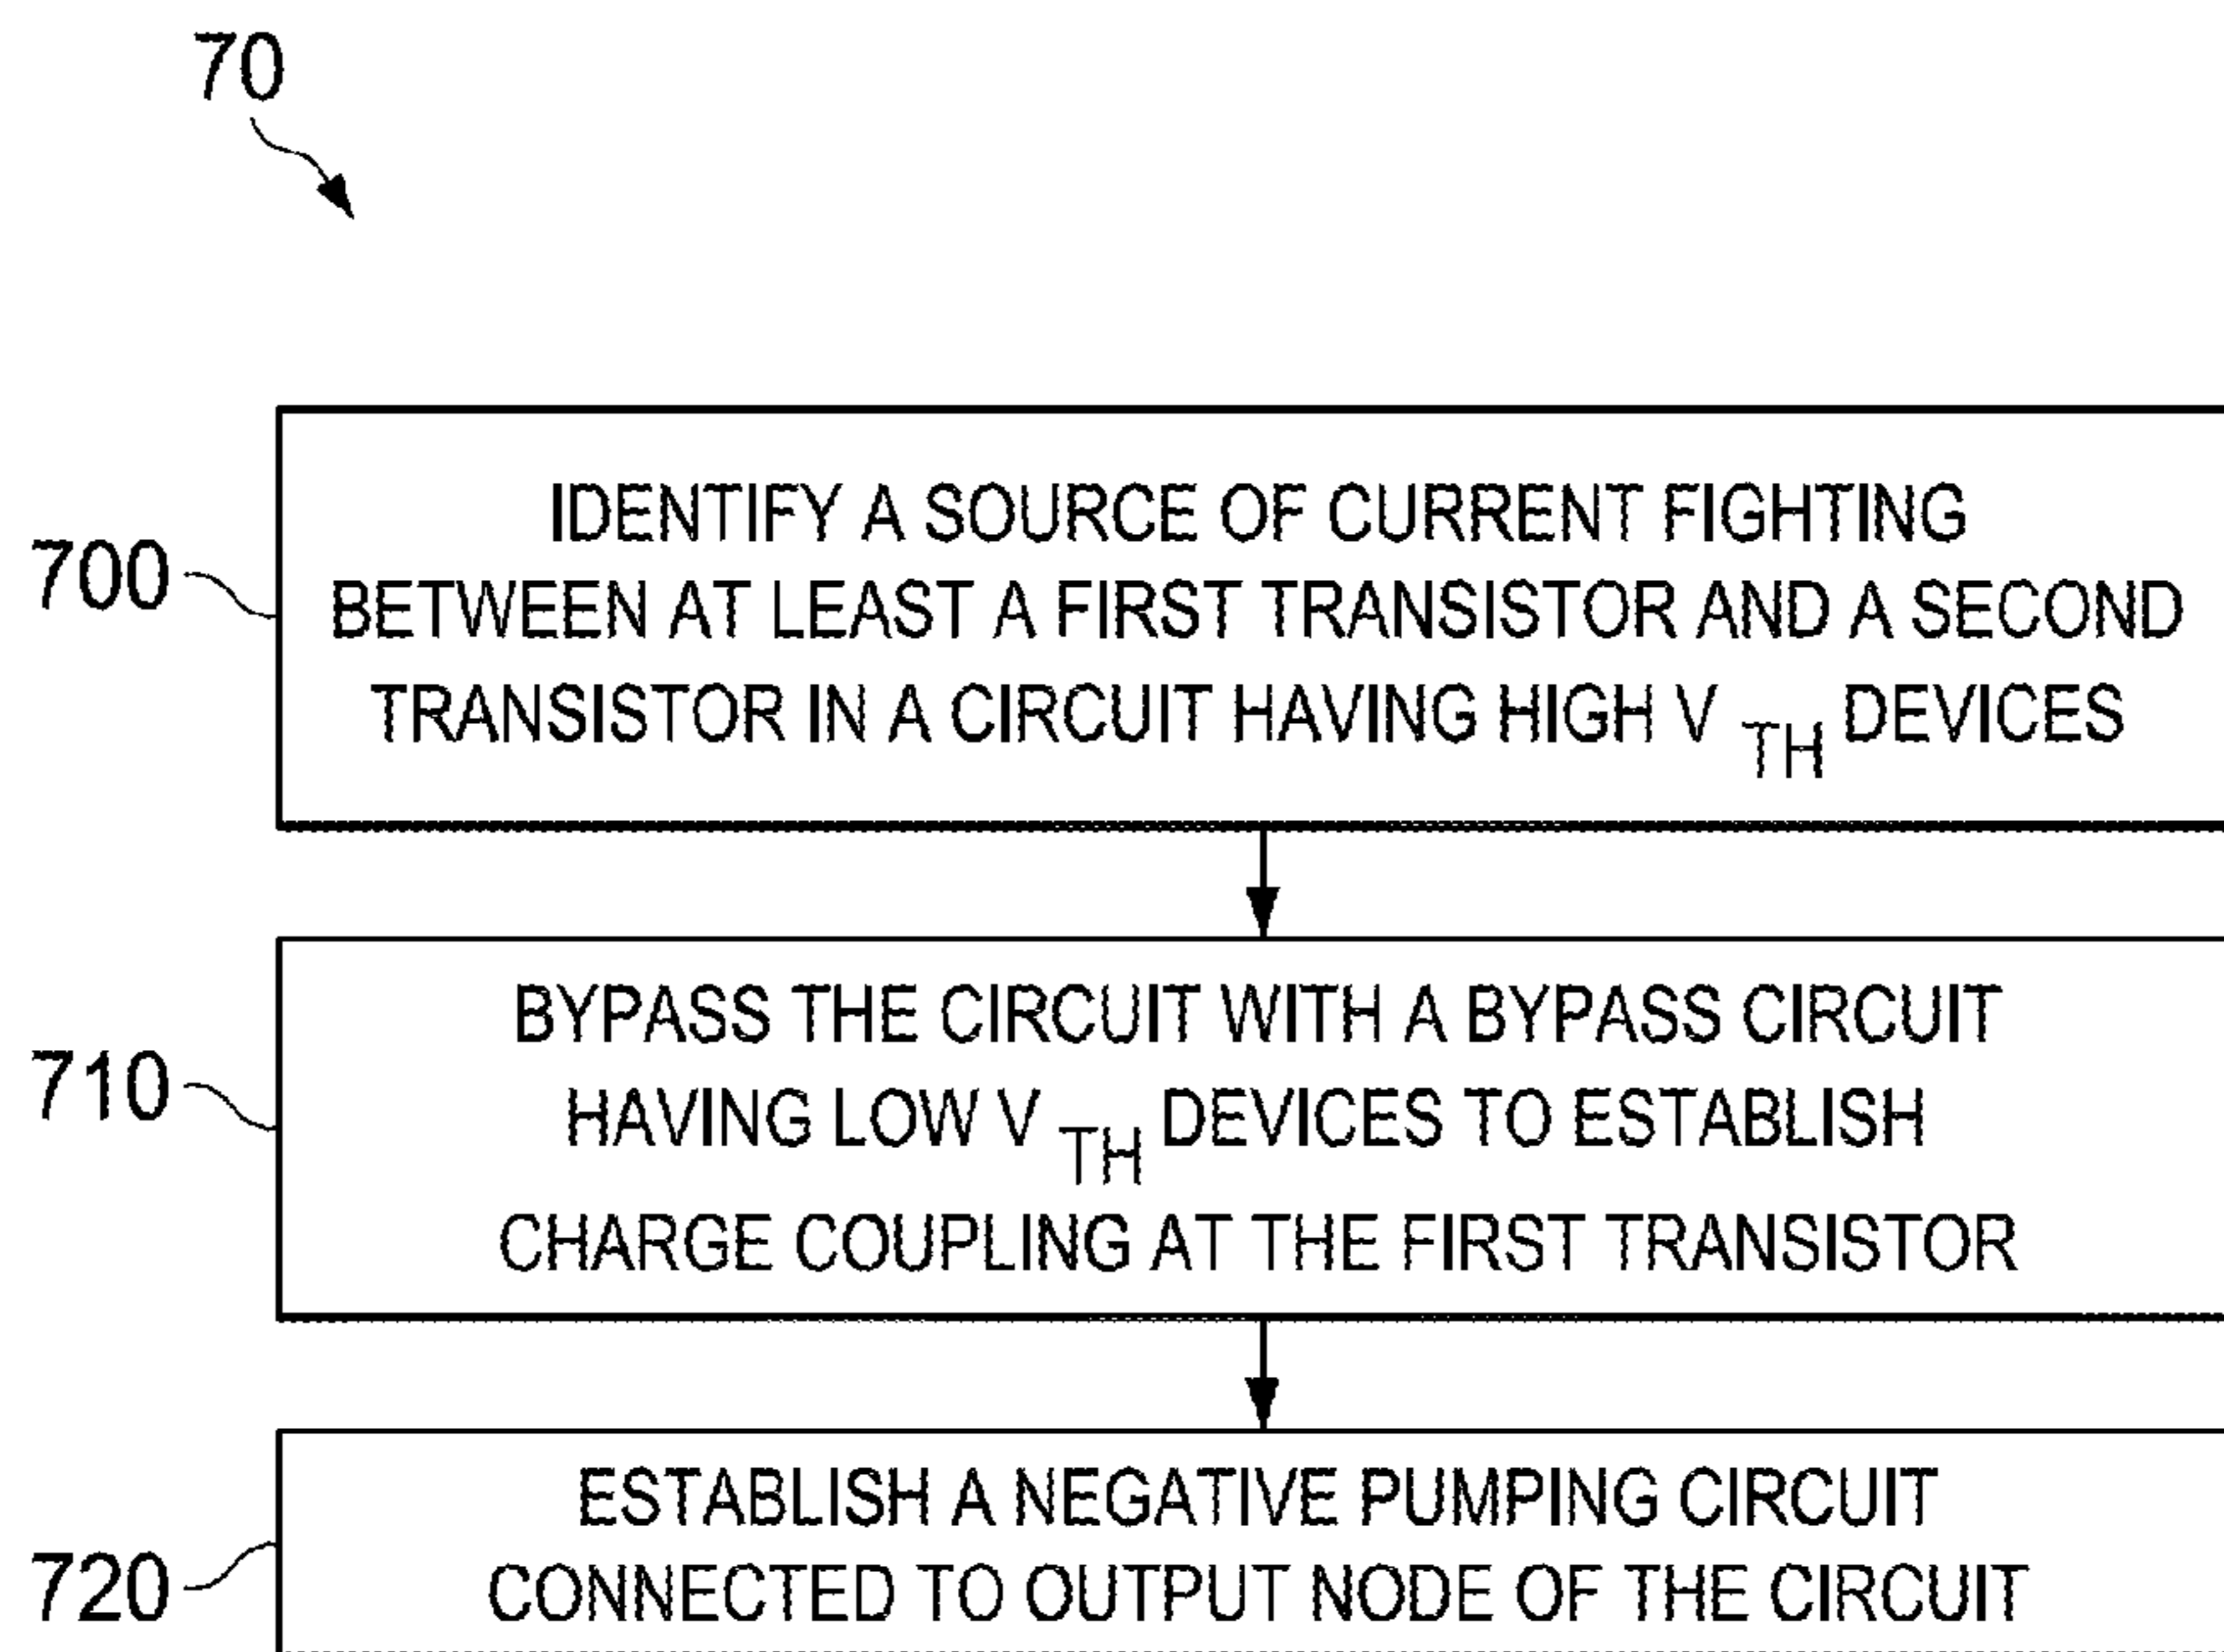 70
700
IDENTIFY A SOURCE OF CURRENT FIGHTING
BETWEEN AT LEAST A FIRST TRANSISTOR AND A SECOND
TRANSISTOR IN A CIRCUIT HAVING HIGH V TH DEVICES
710
BYPASS THE CIRCUIT WITH A BYPASS CIRCUIT
HAVING LOW V TH DEVICES TO ESTABLISH
CHARGE COUPLING AT THE FIRST TRANSISTOR
720
ESTABLISH A NEGATIVE PUMPING CIRCUIT
CONNECTED TO OUTPUT NODE OF THE CIRCUIT